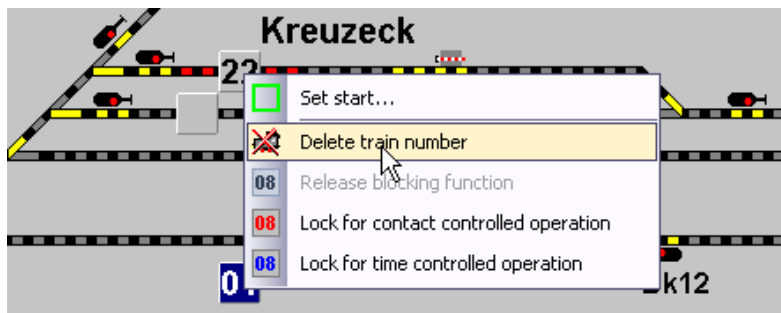 Kreuzeck
22
Set start...
Delete train number
08 Release blocking function
08 Lock for contact controlled operation
08 Lock for time controlled operation